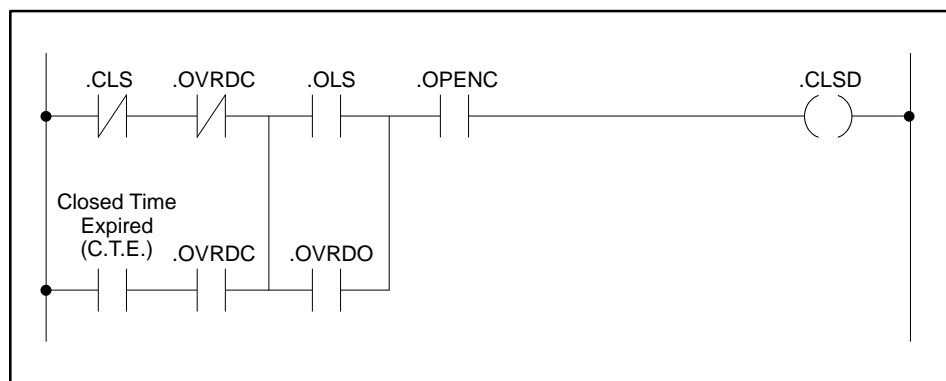 .CLS
.OVRDC
.OLS
.OPENC
.CLSD
Closed Time
Expired
(C.T.E.)
.OVRDC
.OVRDO